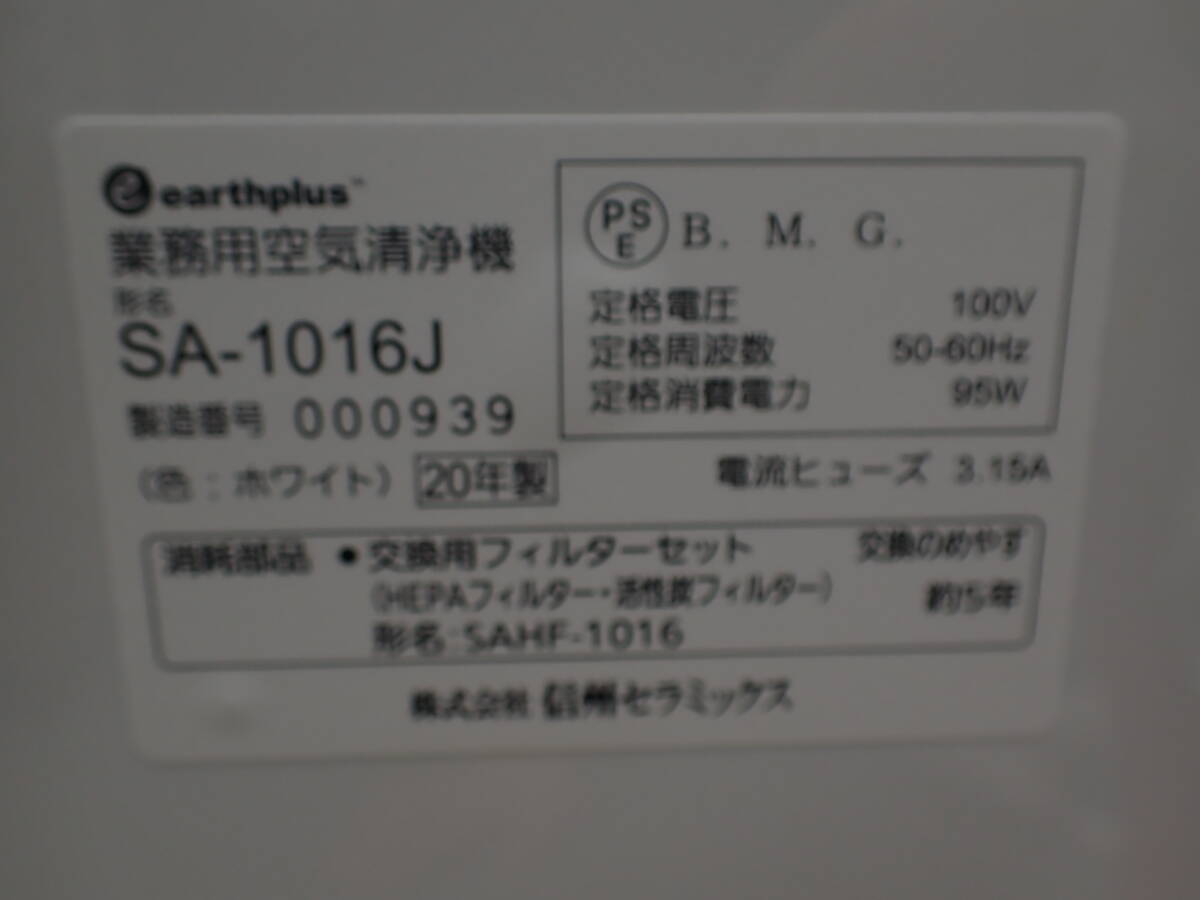 earthplus™
業務用空気清浄機
形名
SA-1016J
製造番号 000939
(色:ホワイト) 20年製
PSE B. M. G.
定格電圧 100V
定格周波数 50-60Hz
定格消費電力 95W
電流ヒューズ 3.15A
消耗部品 ●交換用フィルターセット 交換のめやす
(HEPAフィルター・活性炭フィルター) 約5年
形名:SAHF-1016
株式会社 信州セラミックス